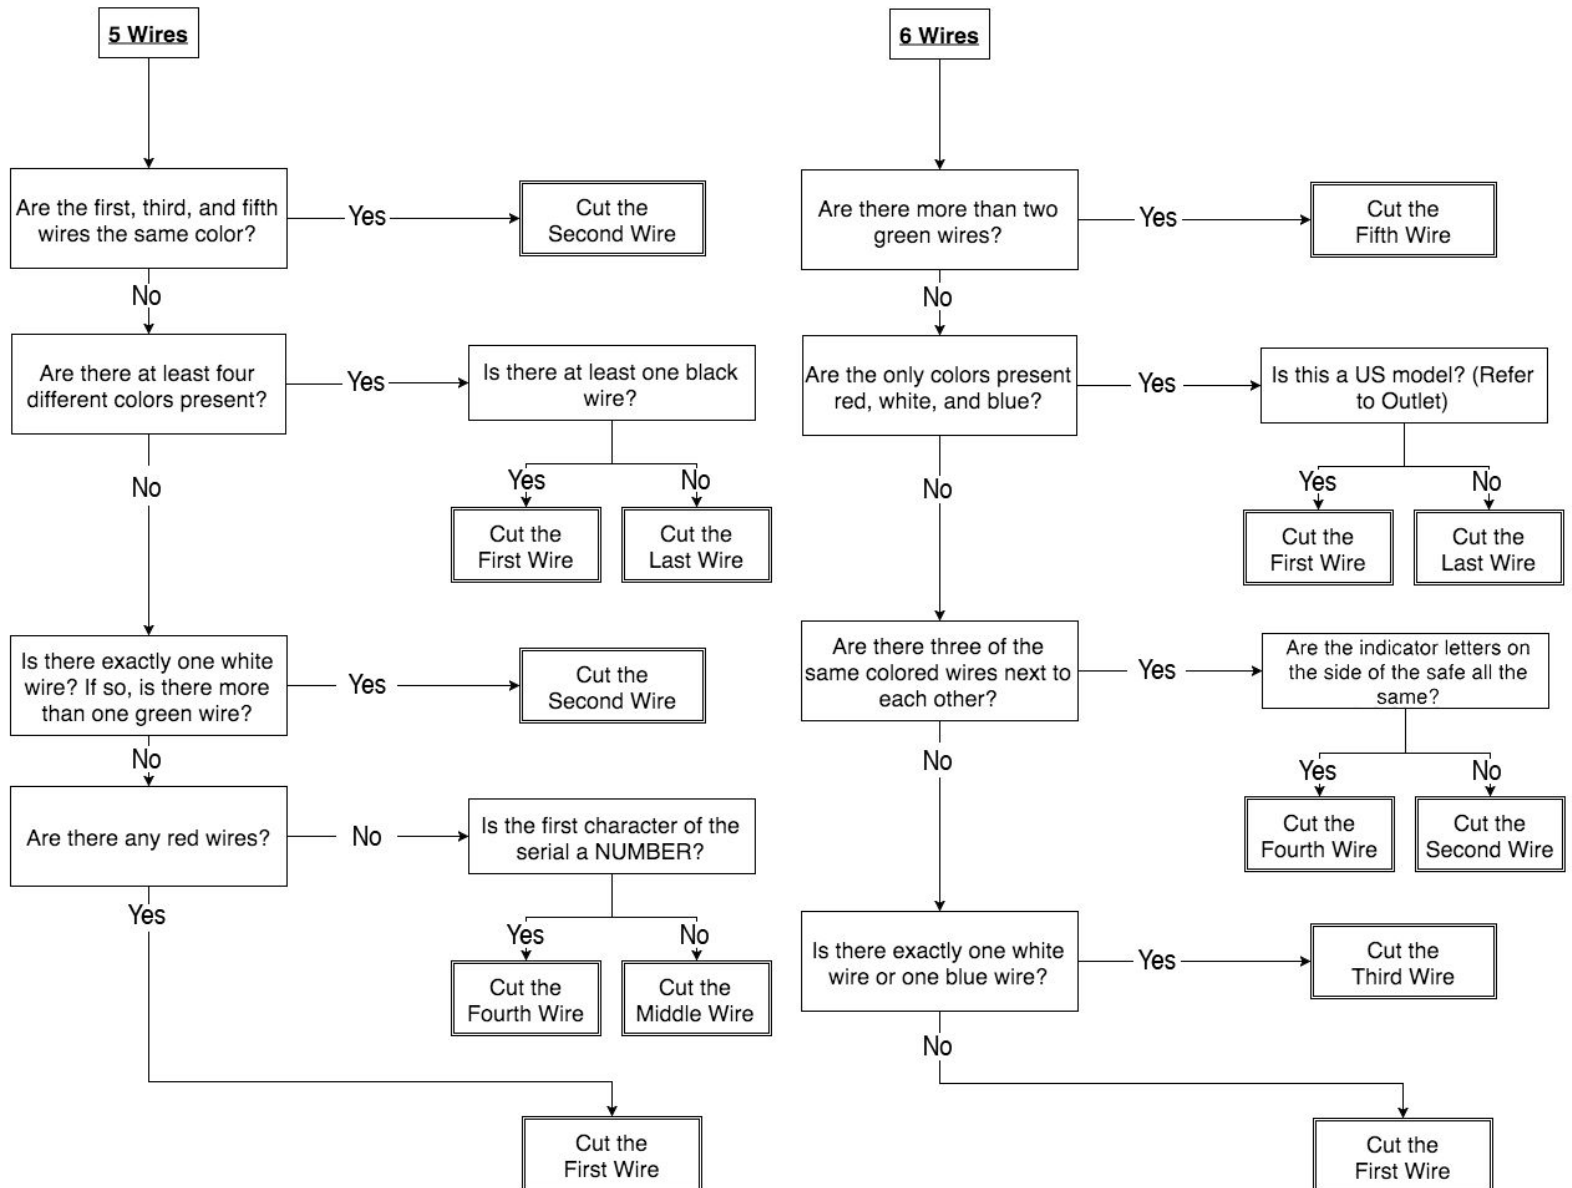 5 Wires
Are the first, third, and fifth
wires the same color?
Yes
Cut the
Second Wire
No
Are there at least four
different colors present?
Yes
Is there at least one black
wire?
Yes
No
Cut the
First Wire
Cut the
Last Wire
No
Is there exactly one white
wire? If so, is there more
than one green wire?
Yes
Cut the
Second Wire
No
Are there any red wires?
No
Is the first character of the
serial a NUMBER?
Yes
No
Cut the
Fourth Wire
Cut the
Middle Wire
Yes
Cut the
First Wire
6 Wires
Are there more than two
green wires?
Yes
Cut the
Fifth Wire
No
Are the only colors present
red, white, and blue?
Yes
Is this a US model? (Refer
to Outlet)
Yes
No
Cut the
First Wire
Cut the
Last Wire
No
Are there three of the
same colored wires next to
each other?
Yes
Are the indicator letters on
the side of the safe all the
same?
Yes
No
Cut the
Fourth Wire
Cut the
Second Wire
No
Is there exactly one white
wire or one blue wire?
Yes
Cut the
Third Wire
No
Cut the
First Wire